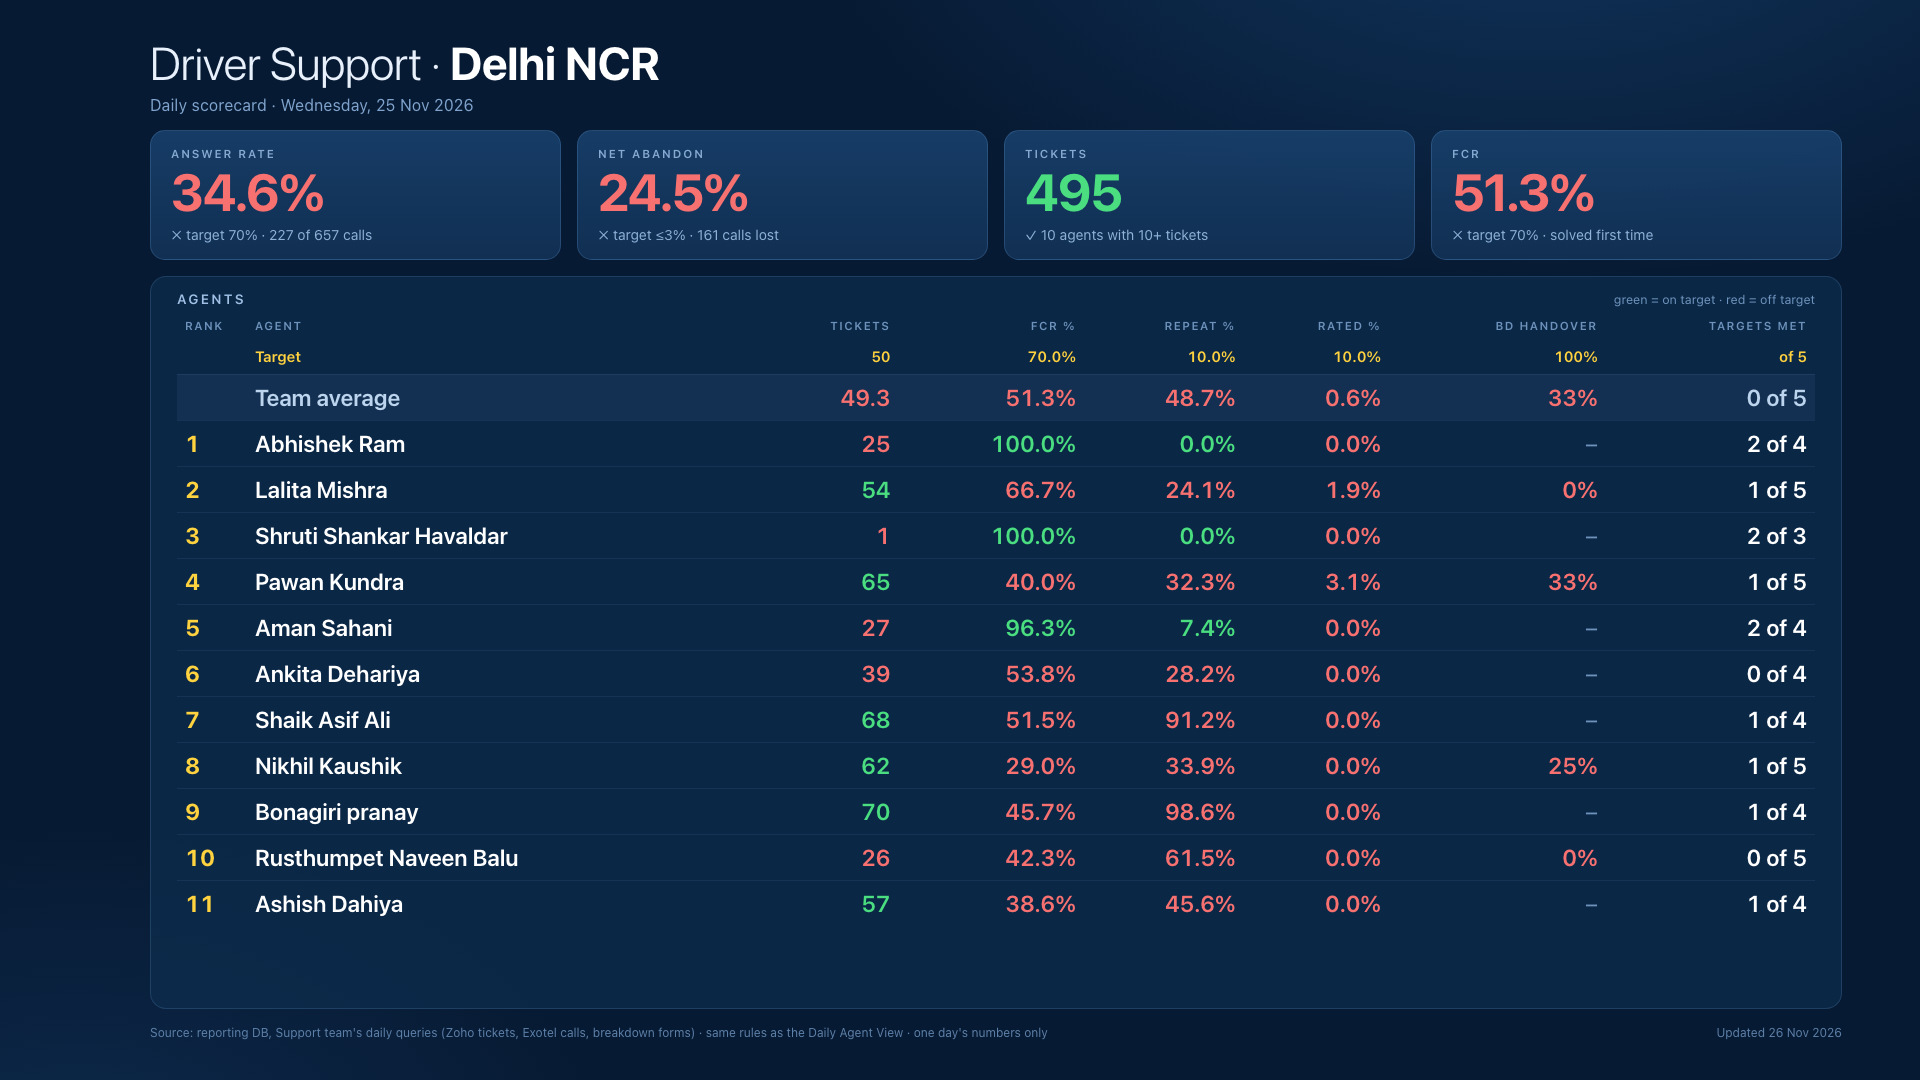 Driver Support · Delhi NCR
Daily scorecard · Wednesday, 25 Nov 2026
ANSWER RATE
34.6%
✕ target 70% · 227 of 657 calls
NET ABANDON
24.5%
✕ target ≤3% · 161 calls lost
TICKETS
495
✓ 10 agents with 10+ tickets
FCR
51.3%
✕ target 70% · solved first time
AGENTS green = on target · red = off target
RANK AGENT TICKETS FCR % REPEAT % RATED % BD HANDOVER TARGETS MET
Target 50 70.0% 10.0% 10.0% 100% of 5
Team average 49.3 51.3% 48.7% 0.6% 33% 0 of 5
1 Abhishek Ram 25 100.0% 0.0% 0.0% – 2 of 4
2 Lalita Mishra 54 66.7% 24.1% 1.9% 0% 1 of 5
3 Shruti Shankar Havaldar 1 100.0% 0.0% 0.0% – 2 of 3
4 Pawan Kundra 65 40.0% 32.3% 3.1% 33% 1 of 5
5 Aman Sahani 27 96.3% 7.4% 0.0% – 2 of 4
6 Ankita Dehariya 39 53.8% 28.2% 0.0% – 0 of 4
7 Shaik Asif Ali 68 51.5% 91.2% 0.0% – 1 of 4
8 Nikhil Kaushik 62 29.0% 33.9% 0.0% 25% 1 of 5
9 Bonagiri pranay 70 45.7% 98.6% 0.0% – 1 of 4
10 Rusthumpet Naveen Balu 26 42.3% 61.5% 0.0% 0% 0 of 5
11 Ashish Dahiya 57 38.6% 45.6% 0.0% – 1 of 4
Source: reporting DB, Support team's daily queries (Zoho tickets, Exotel calls, breakdown forms) · same rules as the Daily Agent View · one day's numbers only
Updated 26 Nov 2026